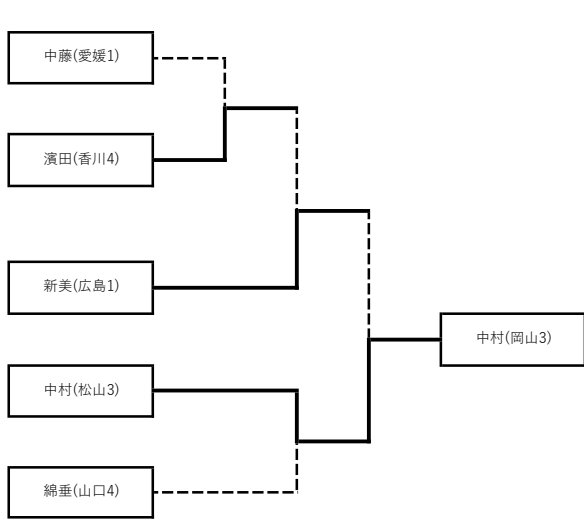 中藤(愛媛1)
濱田(香川4)
新美(広島1)
中村(岡山3)
中村(松山3)
綿垂(山口4)